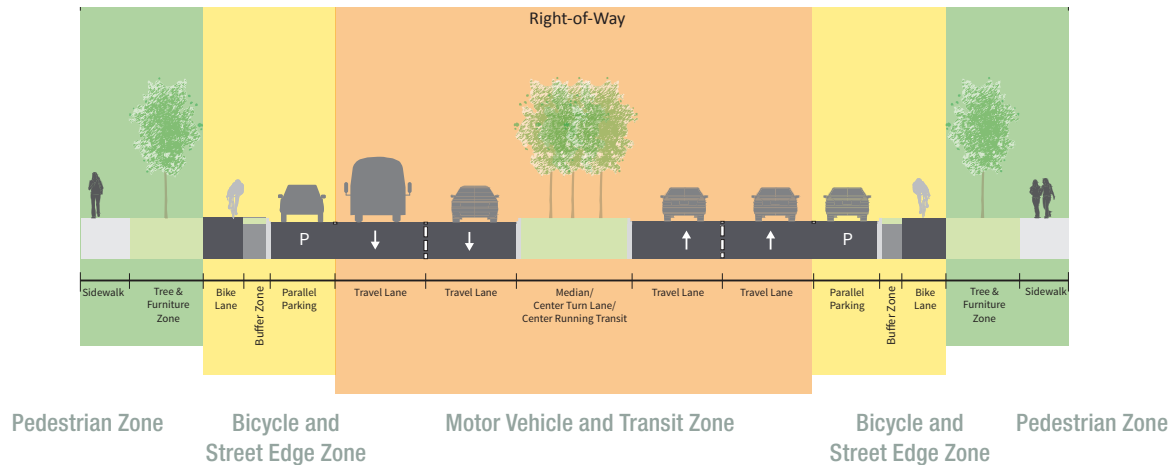 Right-of-Way
P
P
Sidewalk
Tree &
Furniture
Zone
Bike
Lane
Buffer Zone
Parallel
Parking
Travel Lane
Travel Lane
Median/
Center Turn Lane/
Center Running Transit
Travel Lane
Travel Lane
Parallel
Parking
Buffer Zone
Bike
Lane
Tree &
Furniture
Zone
Sidewalk
Pedestrian Zone
Bicycle and
Street Edge Zone
Motor Vehicle and Transit Zone
Bicycle and
Street Edge Zone
Pedestrian Zone